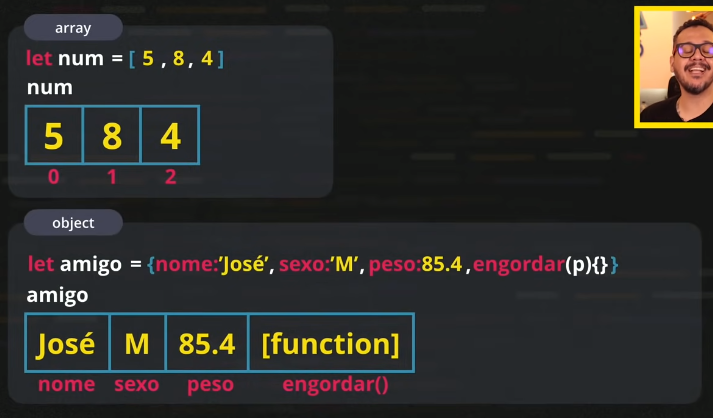 array
let num = [ 5 , 8 , 4 ]
num
5 8 4
0 1 2
object
let amigo = {nome:'José', sexo:'M', peso:85.4 ,engordar(p){}}
amigo
José M 85.4 [function]
nome sexo peso engordar()